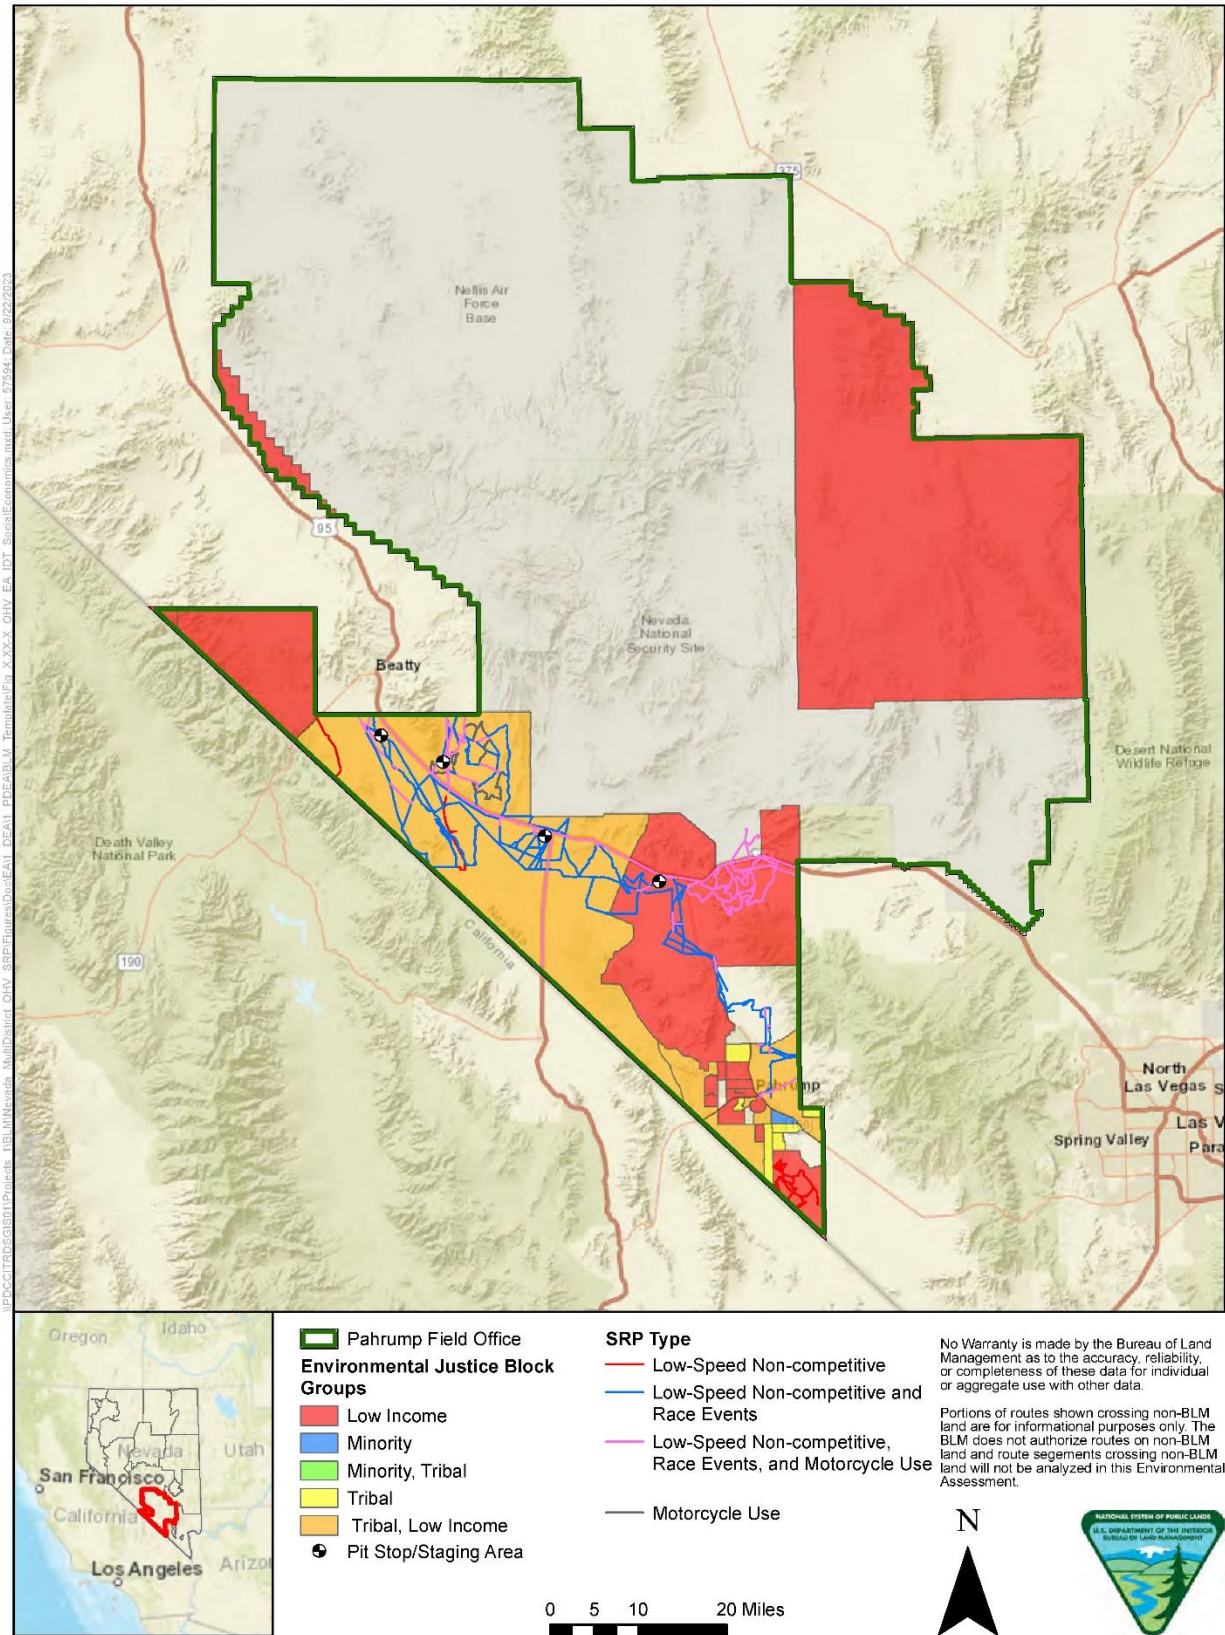 375
Nellis Air
Force
Base
95
Nevada
National
Security Site
Beatty
Desert National
Wildlife Refuge
Death Valley
National Park
Nevada
California
190
Pahrump
160
North
Las Vegas
S
Las V
Spring Valley
Para
Oregon
Idaho
Nevada
Utah
San Francisco
California
Los Angeles
Arizo
Pahrump Field Office
Environmental Justice Block
Groups
Low Income
Minority
Minority, Tribal
Tribal
Tribal, Low Income
Pit Stop/Staging Area
SRP Type
Low-Speed Non-competitive
Low-Speed Non-competitive and
Race Events
Low-Speed Non-competitive,
Race Events, and Motorcycle Use
Motorcycle Use
0 5 10 20 Miles
No Warranty is made by the Bureau of Land
Management as to the accuracy, reliability,
or completeness of these data for individual
or aggregate use with other data.
Portions of routes shown crossing non-BLM
land are for informational purposes only. The
BLM does not authorize routes on non-BLM
land and route segements crossing non-BLM
land will not be analyzed in this Environmental
Assessment.
N
NATIONAL SYSTEM OF PUBLIC LANDS
U.S. DEPARTMENT OF THE INTERIOR
BUREAU OF LAND MANAGEMENT